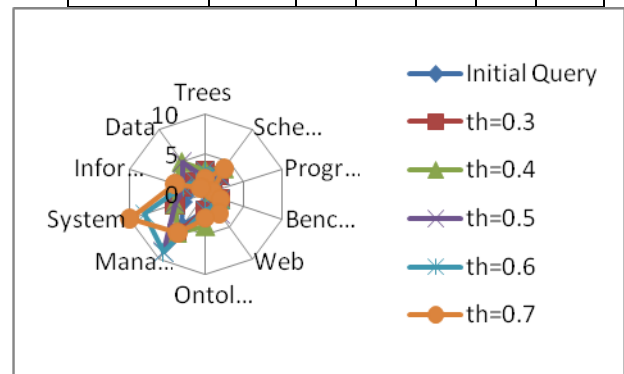 Trees
Sche...
Progr...
Benc...
Web
Ontol...
Mana...
System
Infor...
Data
10
5
0
Initial Query
th=0.3
th=0.4
th=0.5
th=0.6
th=0.7